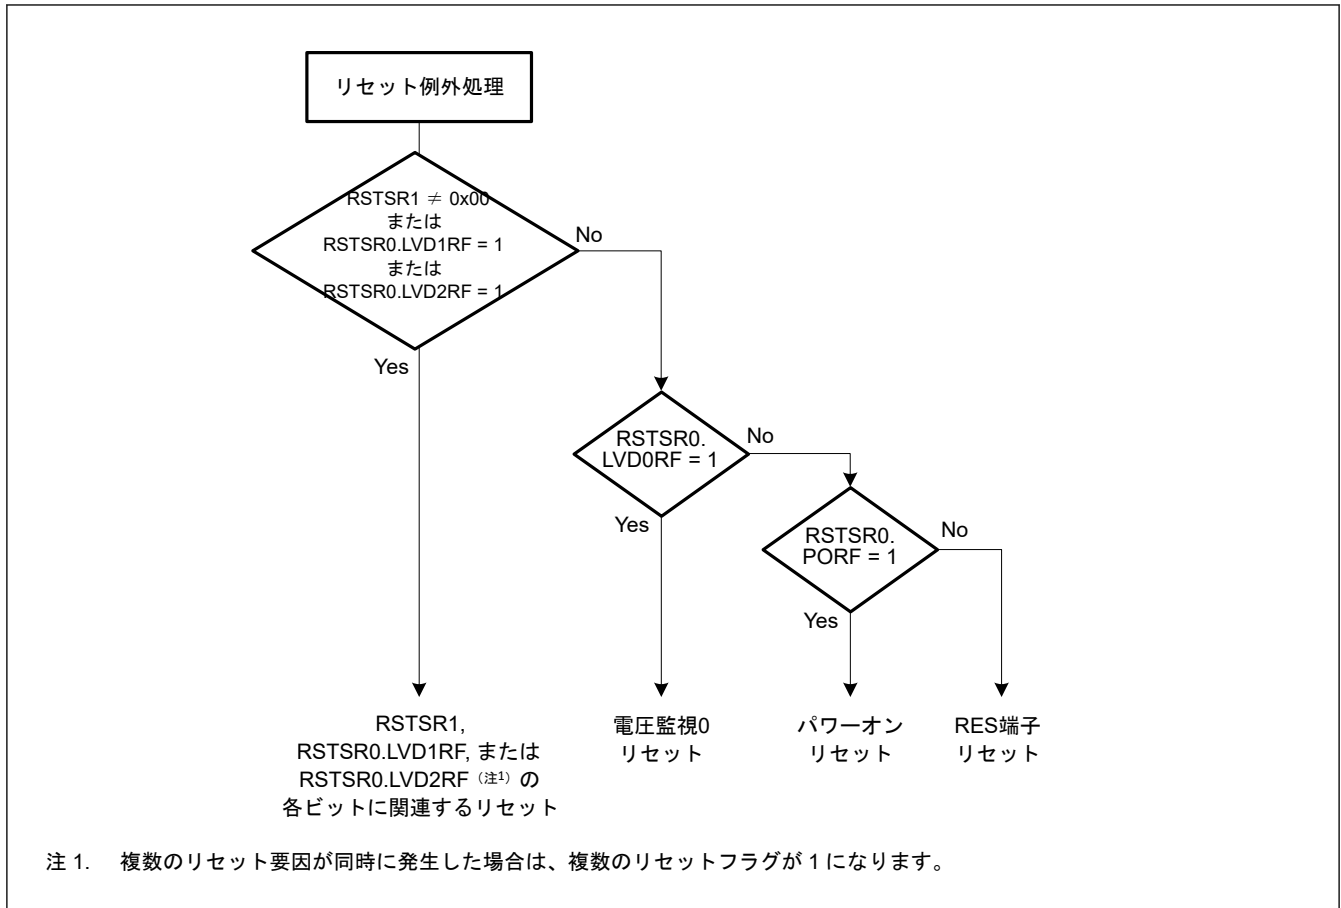 リセット例外処理
RSTSR1 ≠ 0x00
または
RSTSR0.LVD1RF = 1
または
RSTSR0.LVD2RF = 1
No
Yes
RSTSR0.
LVD0RF = 1
No
Yes
RSTSR0.
PORF = 1
No
Yes
RSTSR1,
RSTSR0.LVD1RF, または
RSTSR0.LVD2RF（注1）の
各ビットに関連するリセット
電圧監視0
リセット
パワーオン
リセット
RES端子
リセット
注 1. 複数のリセット要因が同時に発生した場合は、複数のリセットフラグが 1 になります。